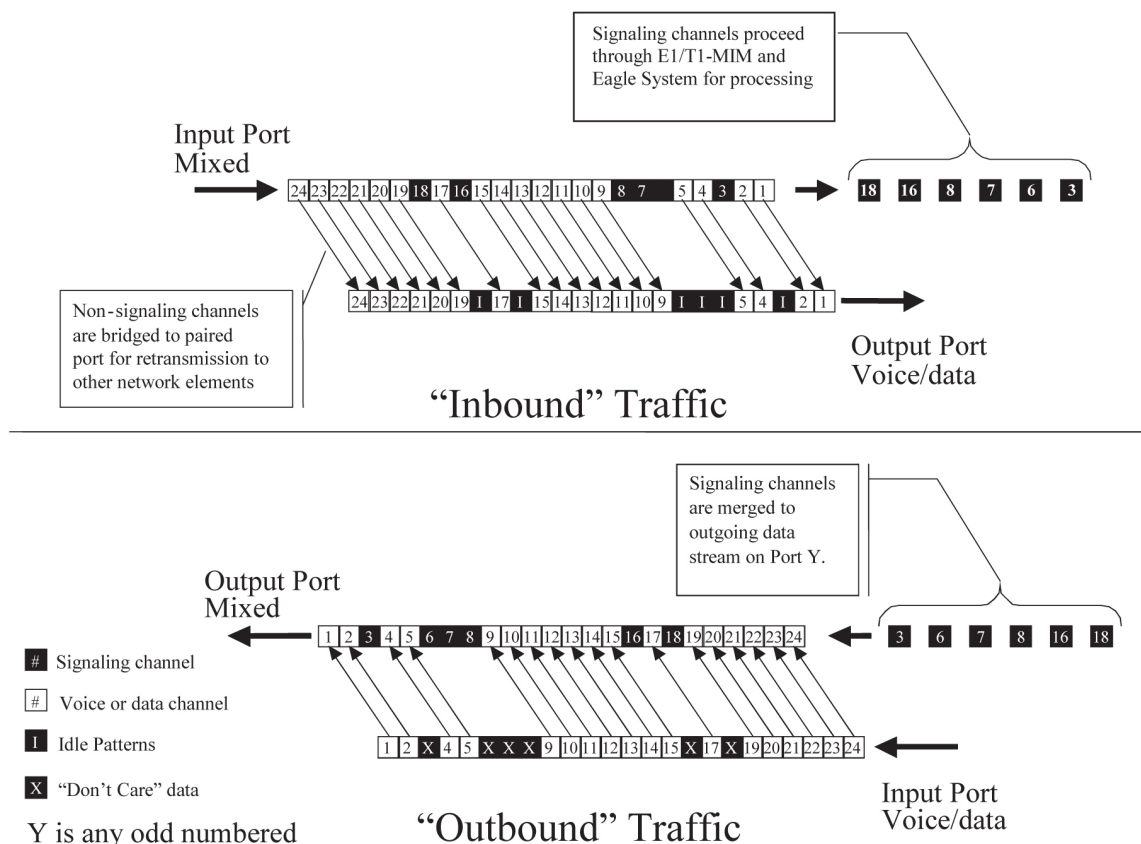 Signaling channels proceed
through E1/T1-MIM and
Eagle System for processing
Input Port
Mixed
24 23 22 21 20 19 18 17 16 15 14 13 12 11 10 9 8 7 5 4 3 2 1
18 16 8 7 6 3
24 23 22 21 20 19 I 17 I 15 14 13 12 11 10 9 I I I 5 4 I 2 1
Non-signaling channels
are bridged to paired
port for retransmission to
other network elements
Output Port
Voice/data
“Inbound” Traffic
Signaling channels
are merged to
outgoing data
stream on Port Y.
Output Port
Mixed
1 2 3 4 5 6 7 8 9 10 11 12 13 14 15 16 17 18 19 20 21 22 23 24
3 6 7 8 16 18
# Signaling channel
# Voice or data channel
I Idle Patterns
X “Don’t Care” data
1 2 X 4 5 X X X 9 10 11 12 13 14 15 X 17 X 19 20 21 22 23 24
Input Port
Voice/data
Y is any odd numbered
“Outbound” Traffic